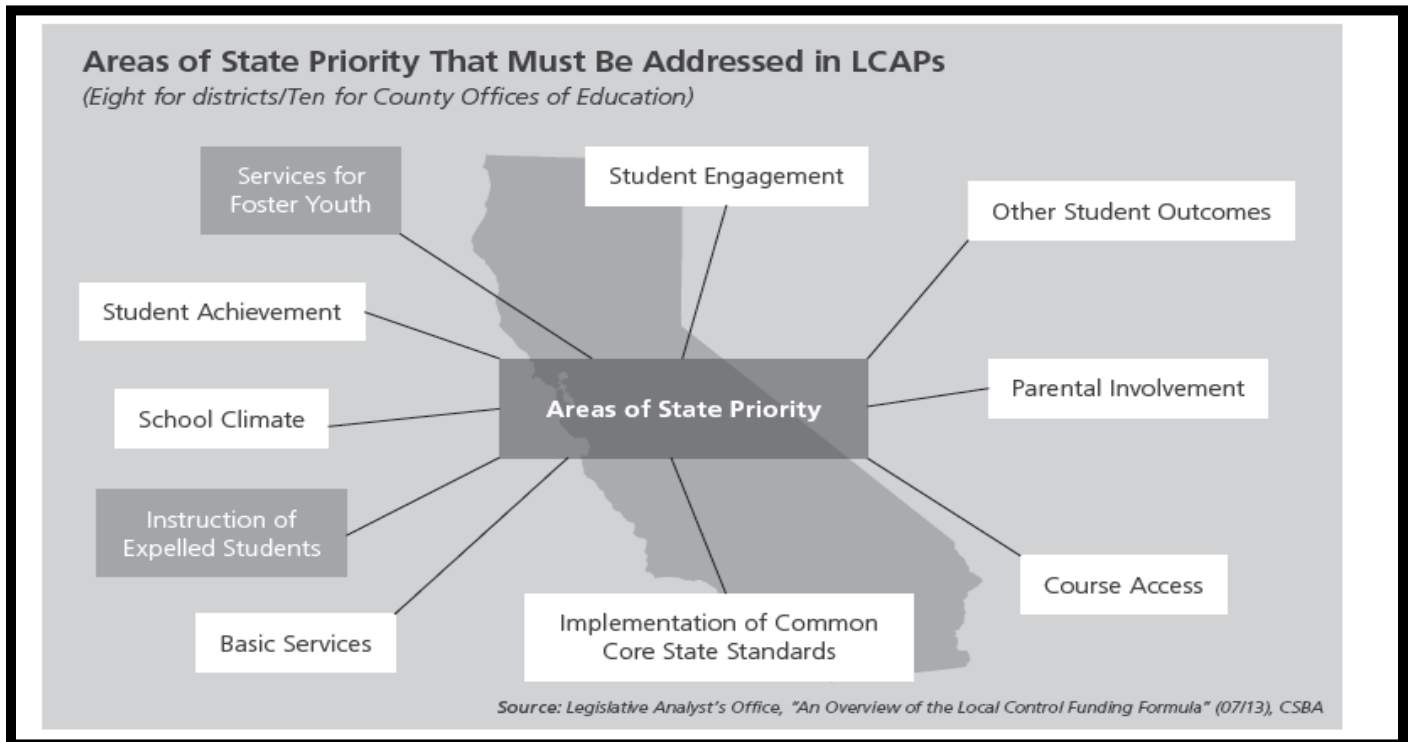 Areas of State Priority That Must Be Addressed in LCAPs
(Eight for districts/Ten for County Offices of Education)
Services for
Foster Youth
Student Engagement
Other Student Outcomes
Student Achievement
Parental Involvement
School Climate
Areas of State Priority
Instruction of
Expelled Students
Course Access
Basic Services
Implementation of Common
Core State Standards
Source: Legislative Analyst's Office, "An Overview of the Local Control Funding Formula" (07/13), CSBA